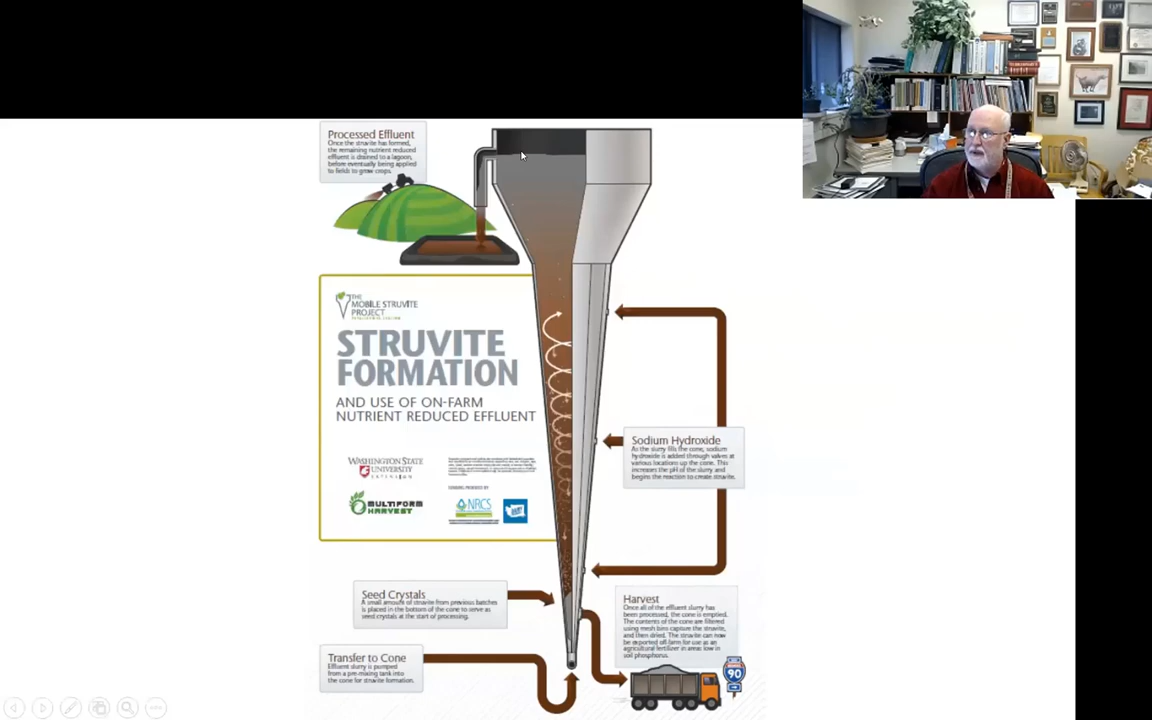 Processed Effluent
Once the struvite has formed,
the remaining nutrient reduced
effluent is drained to a lagoon,
before eventually being applied
to fields to grow crops.
THE
MOBILE STRUVITE
PROJECT
STRUVITE
FORMATION
AND USE OF ON-FARM
NUTRIENT REDUCED EFFLUENT
WASHINGTON STATE
UNIVERSITY
EXTENSION
MULTIFORM
HARVEST
NRCS
Sodium Hydroxide
As the slurry fills the cone, sodium
hydroxide is added through valves at
various locations up the cone. This
increases the pH of the slurry and
begins the reaction to create struvite.
Seed Crystals
A small amount of struvite from previous batches
is placed in the bottom of the cone to serve as
seed crystals at the start of processing.
Harvest
Once all of the effluent slurry has
been processed, the cone is emptied.
The contents of the cone are filtered
using mesh bins capture the struvite,
and then dried. The struvite can now
be exported off-farm for use as an
agricultural fertilizer in areas low in
soil phosphorus.
Transfer to Cone
Effluent slurry is pumped
from a pre-mixing tank into
the cone for struvite formation.
90